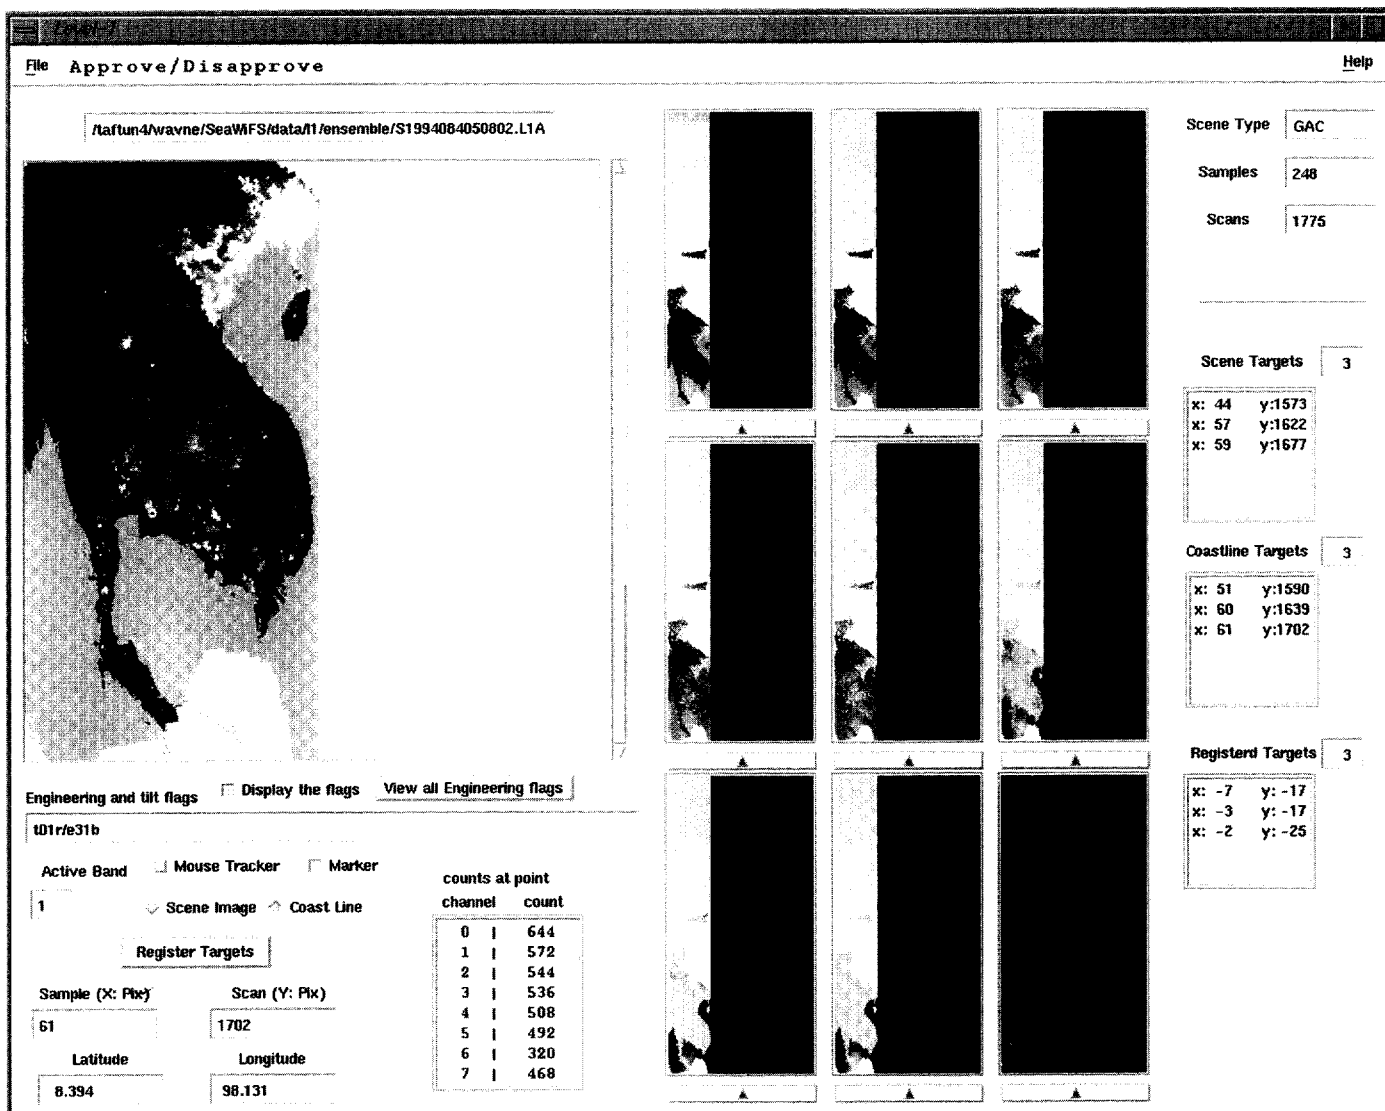 File Approve/Disapprove Help
/taftun4/wavne/SeaWiFS/data/l1/ensemble/S1994084050802.L1A
Scene Type GAC
Samples 248
Scans 1775
Scene Targets 3
x: 44 y:1573
x: 57 y:1622
x: 59 y:1677
Coastline Targets 3
x: 51 y:1590
x: 60 y:1639
x: 61 y:1702
Registerd Targets 3
x: -7 y: -17
x: -3 y: -17
x: -2 y: -25
Engineering and tilt flags Display the flags View all Engineering flags
t01r/e31b
Active Band Mouse Tracker Marker
1 Scene Image Coast Line
Register Targets
Sample (X: Pix) Scan (Y: Pix)
61 1702
Latitude Longitude
8.394 98.131
counts at point
channel count
0 | 644
1 | 572
2 | 544
3 | 536
4 | 508
5 | 492
6 | 320
7 | 468